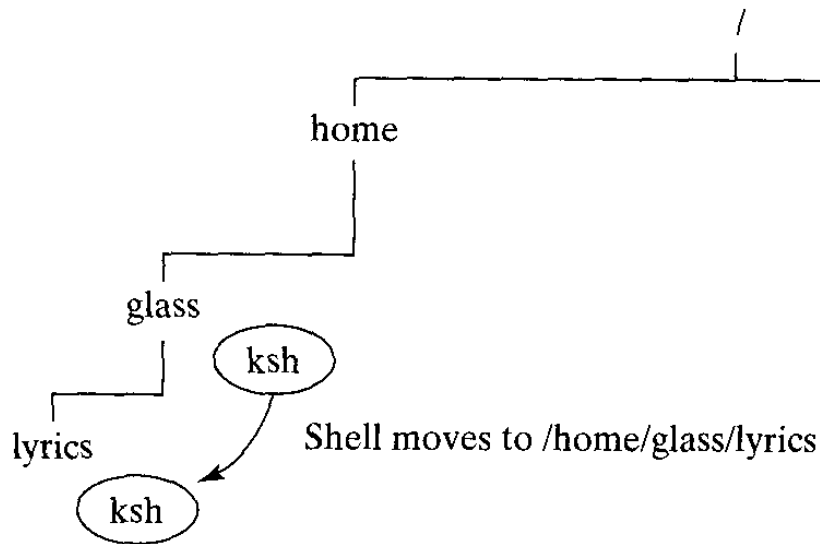 /
home
glass
ksh
lyrics
Shell moves to /home/glass/lyrics
ksh